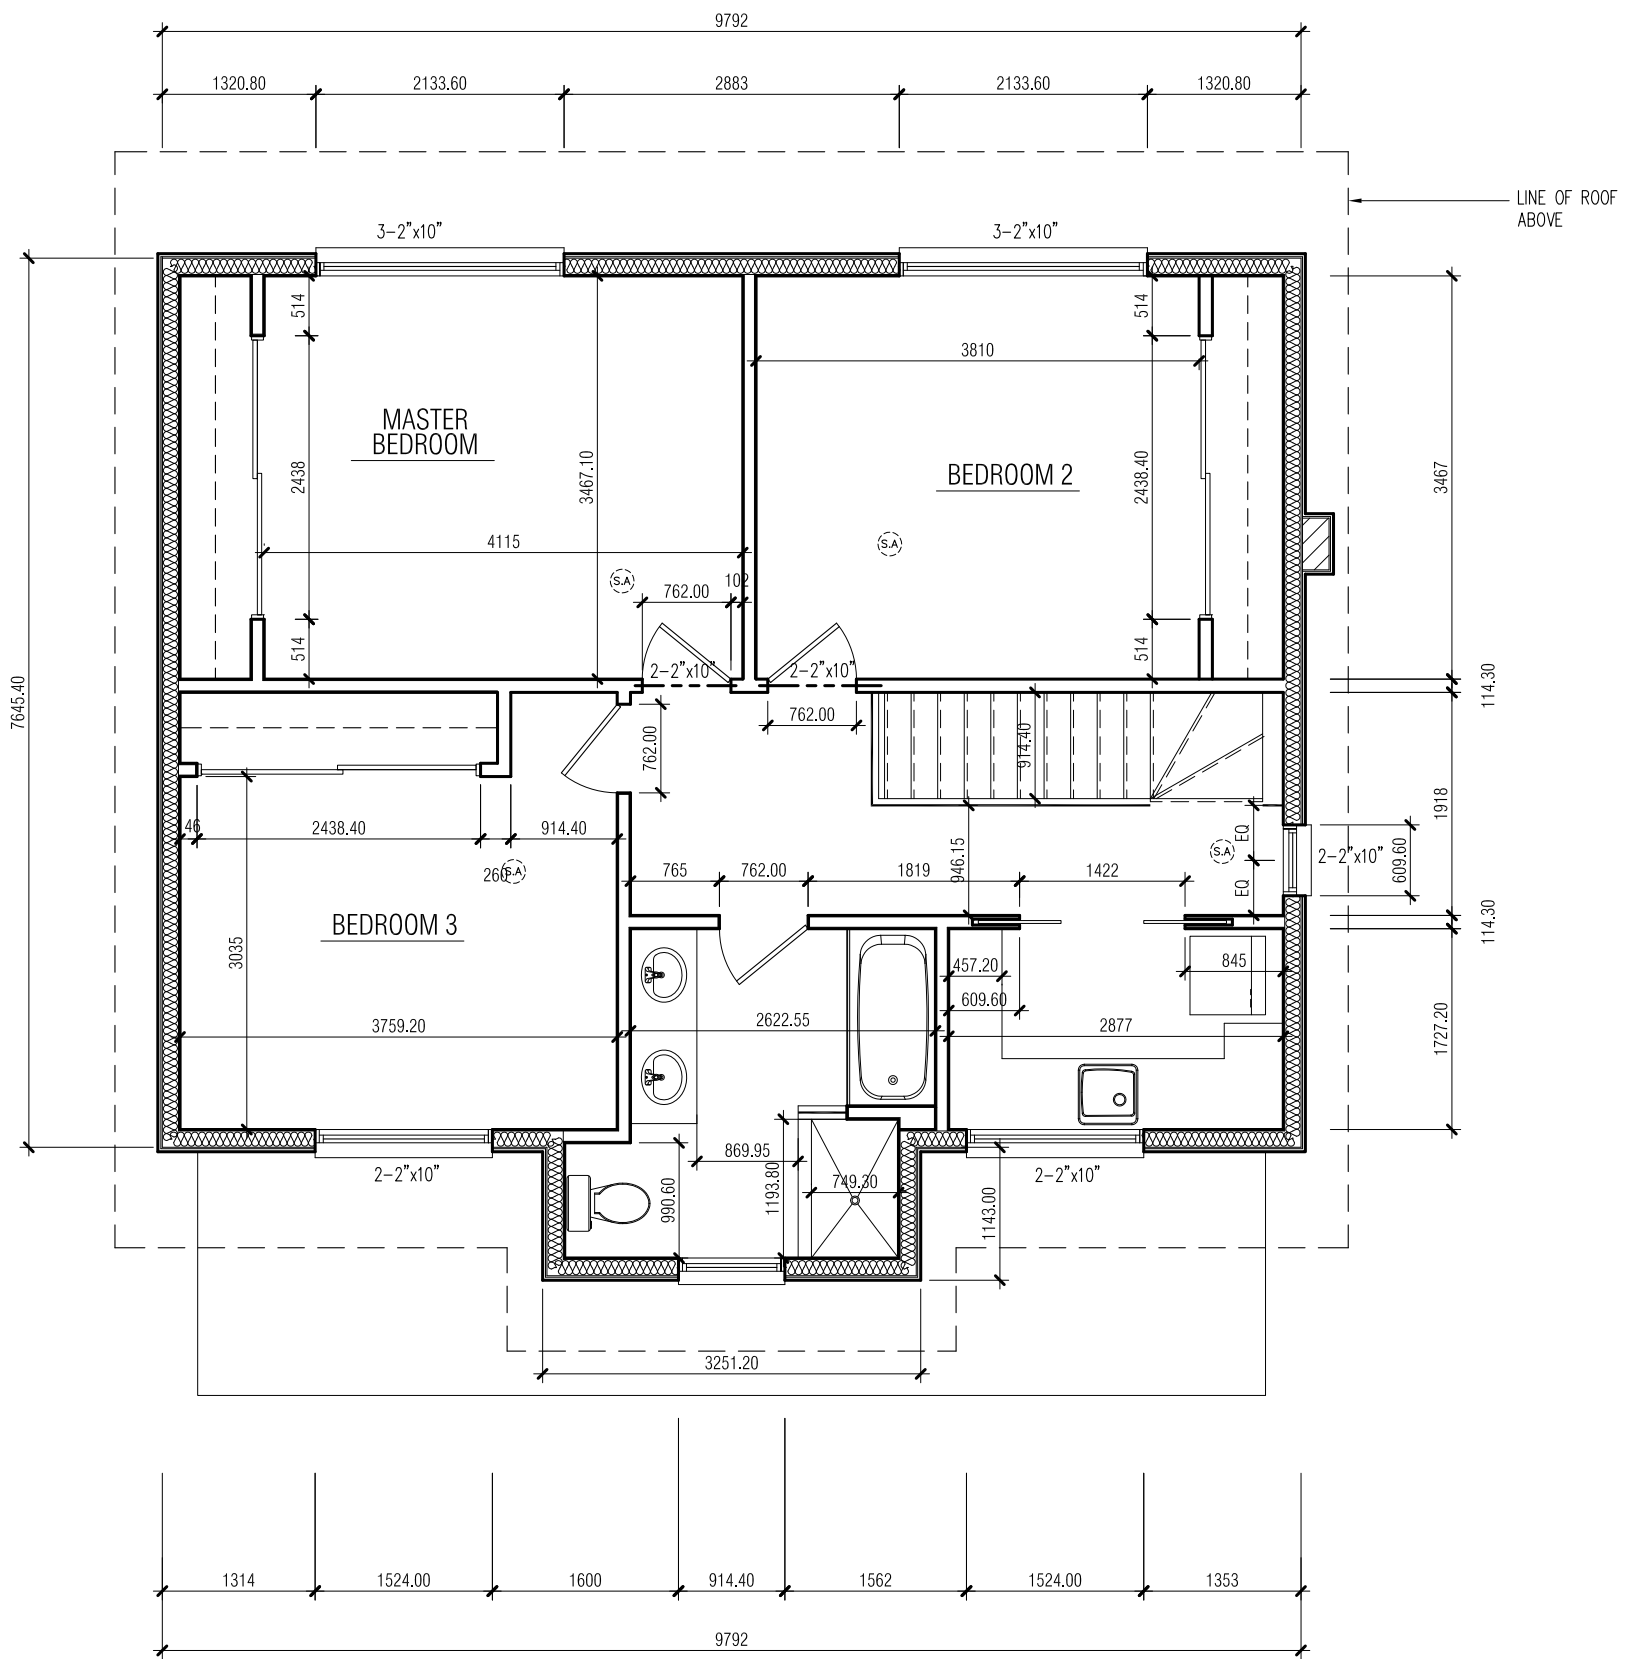 9792
1320.80 2133.60 2883 2133.60 1320.80
LINE OF ROOF
ABOVE
3-2"x10" 3-2"x10"
514 514
3467
3810
MASTER
BEDROOM
BEDROOM 2
2438 3467.10 2438.40
7645.40
4115
S.A
S.A
762.00 102
514 514
2-2"x10" 2-2"x10"
114.30
762.00
762.00
914.40
1918
46 2438.40 914.40
260 S.A
EQ
EQ
S.A
2-2"x10"
609.60
765 762.00 1819 946.15 1422
114.30
BEDROOM 3
3035
457.20 845
609.60
3759.20 2622.55 2877
1727.20
2-2"x10" 2-2"x10"
869.95
990.60 1193.80 749.30
1143.00
3251.20
1314 1524.00 1600 914.40 1562 1524.00 1353
9792